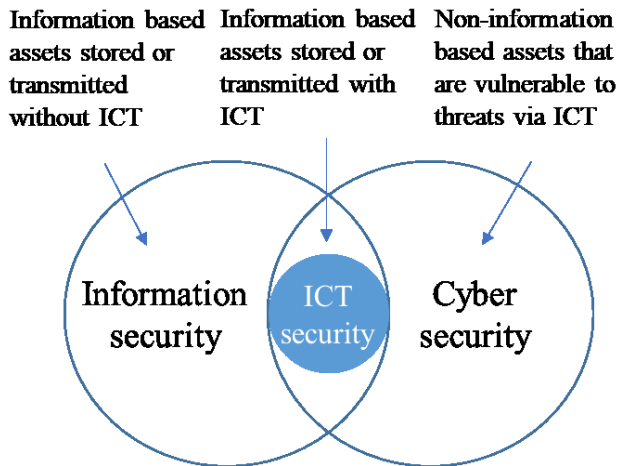 Information based
assets stored or
transmitted
without ICT
Information based
assets stored or
transmitted with
ICT
Non-information
based assets that
are vulnerable to
threats via ICT
Information
security
ICT
security
Cyber
security